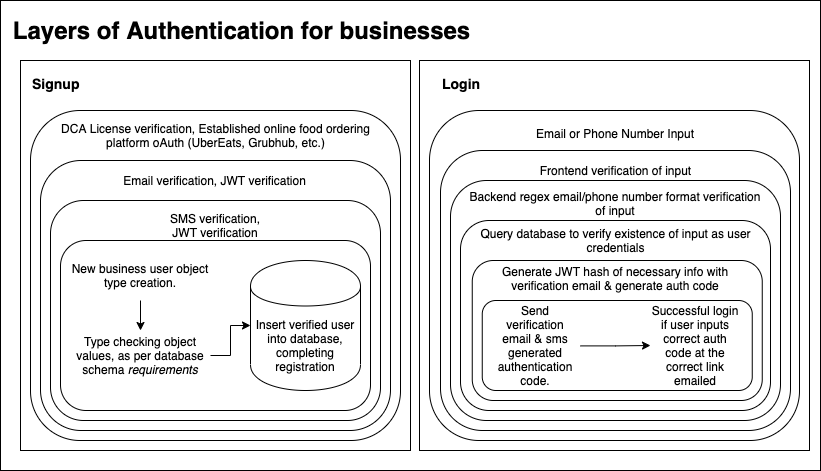 Layers of Authentication for businesses
Signup
DCA License verification, Established online food ordering
platform oAuth (UberEats, Grubhub, etc.)
Email verification, JWT verification
SMS verification,
JWT verification
New business user object
type creation.
Type checking object
values, as per database
schema requirements
Insert verified user
into database,
completing
registration
Login
Email or Phone Number Input
Frontend verification of input
Backend regex email/phone number format verification
of input
Query database to verify existence of input as user
credentials
Generate JWT hash of necessary info with
verification email & generate auth code
Send
verification
email & sms
generated
authentication
code.
Successful login
if user inputs
correct auth
code at the
correct link
emailed